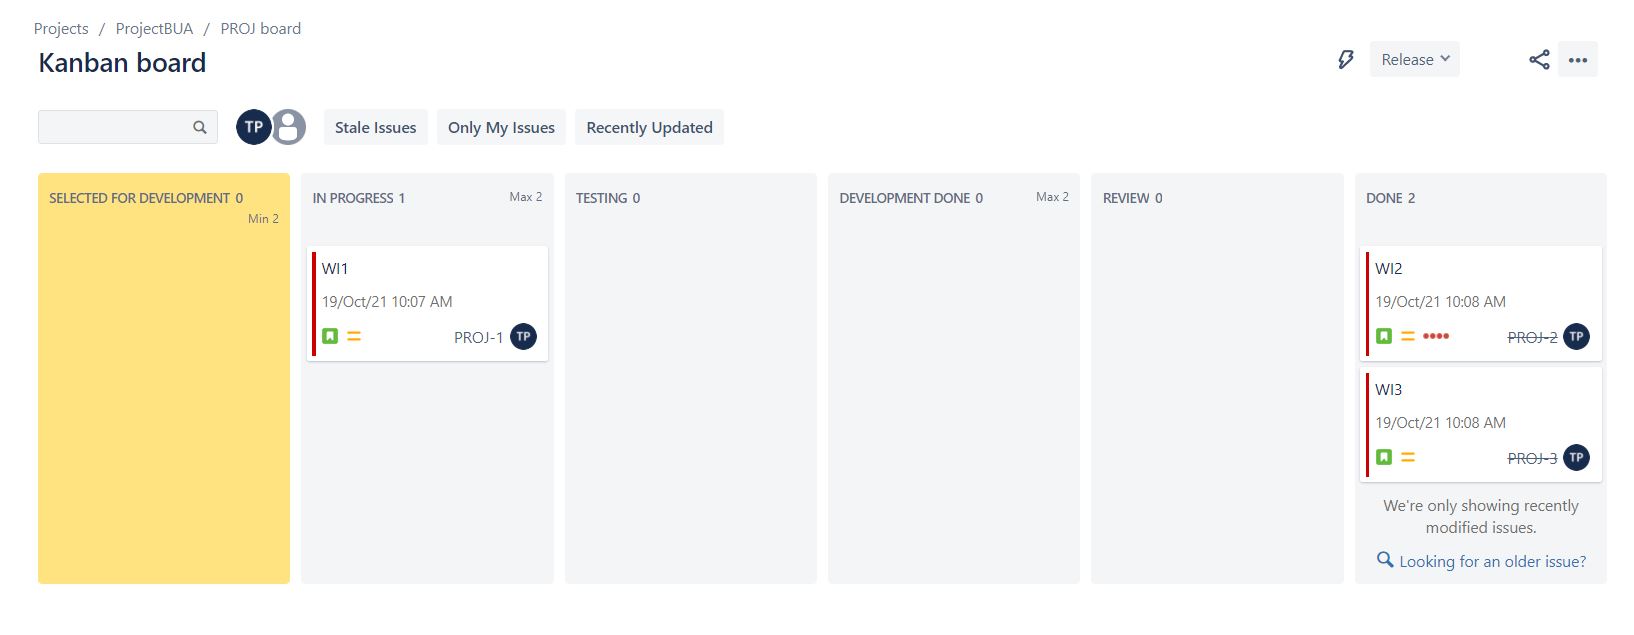 Projects / ProjectBUA / PROJ board
Kanban board
Release
TP
Stale Issues
Only My Issues
Recently Updated
SELECTED FOR DEVELOPMENT 0
Min 2
IN PROGRESS 1
Max 2
WI1
19/Oct/21 10:07 AM
PROJ-1
TP
TESTING 0
DEVELOPMENT DONE 0
Max 2
REVIEW 0
DONE 2
WI2
19/Oct/21 10:08 AM
PROJ-2
TP
WI3
19/Oct/21 10:08 AM
PROJ-3
TP
We're only showing recently
modified issues.
Looking for an older issue?